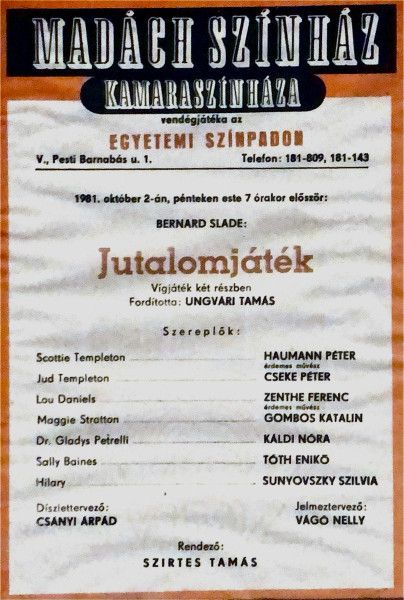 MADÁCH SZÍNHÁZ
KAMARASZÍNHÁZA
vendégjátéka az
EGYETEMI SZÍNPADON
V., Pesti Barnabás u. 1. Telefon: 181-809, 181-143
1981. október 2-án, pénteken este 7 órakor először:
BERNARD SLADE:
Jutalomjáték
Vígjáték két részben
Fordította: UNGVÁRI TAMÁS
Szereplők:
Scottie Templeton HAUMANN PÉTER
érdemes művész
Jud Templeton CSEKE PÉTER
Lou Daniels ZENTHE FERENC
érdemes művész
Maggie Stratton GOMBOS KATALIN
Dr. Gladys Petrelli KÁLDI NÓRA
Sally Baines TÓTH ENIKŐ
Hilary SUNYOVSZKY SZILVIA
Díszlettervező: Jelmeztervező:
CSÁNYI ÁRPÁD VÁGÓ NELLY
Rendező:
SZIRTES TAMÁS